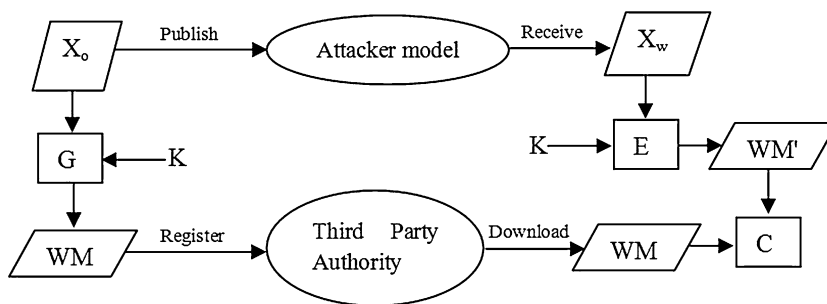 Xo
Publish
Attacker model
Receive
Xw
G
K
K
E
WM'
WM
Register
Third Party
Authority
Download
WM
C